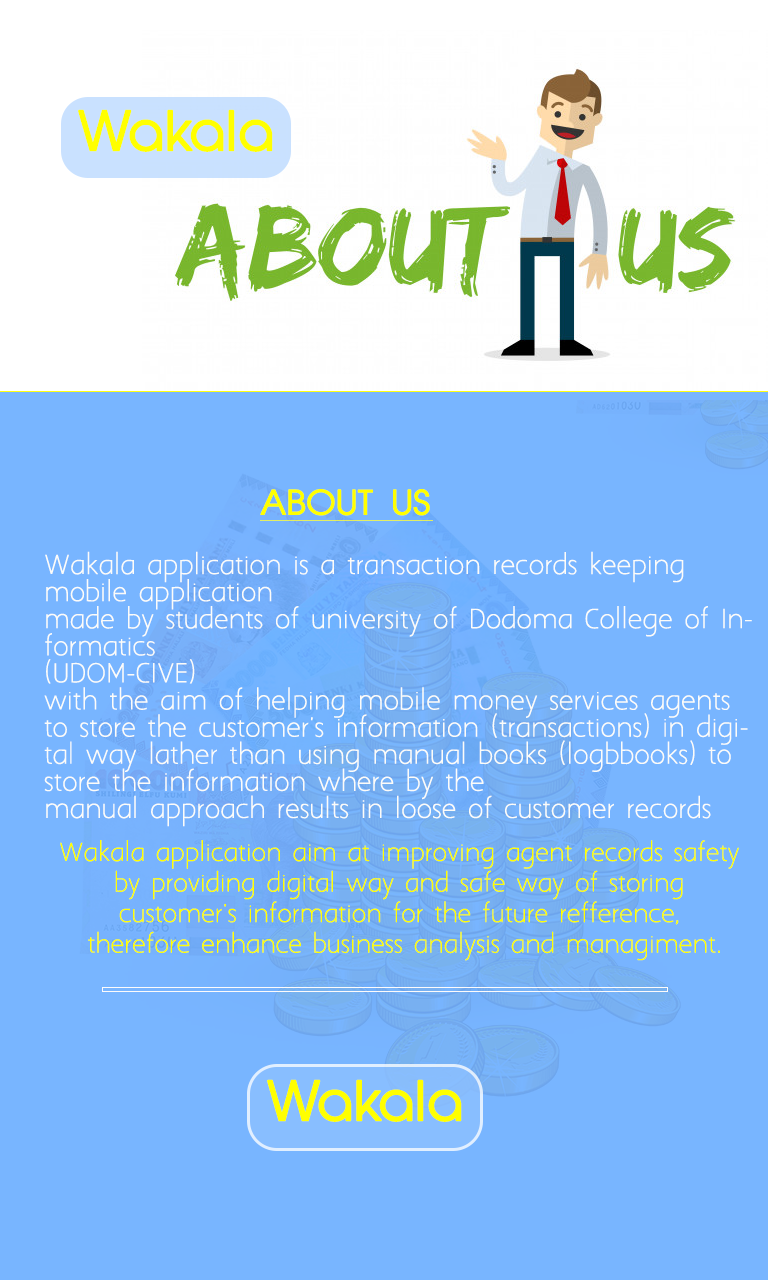 Wakala
ABOUT US
ABOUT US
Wakala application is a transaction records keeping
mobile application
made by students of university of Dodoma College of In-
formatics
(UDOM-CIVE)
with the aim of helping mobile money services agents
to store the customer's information (transactions) in digi-
tal way lather than using manual books (logbbooks) to
store the information where by the
manual approach results in loose of customer records
Wakala application aim at improving agent records safety
by providing digital way and safe way of storing
customer's information for the future refference,
therefore enhance business analysis and managiment.
Wakala